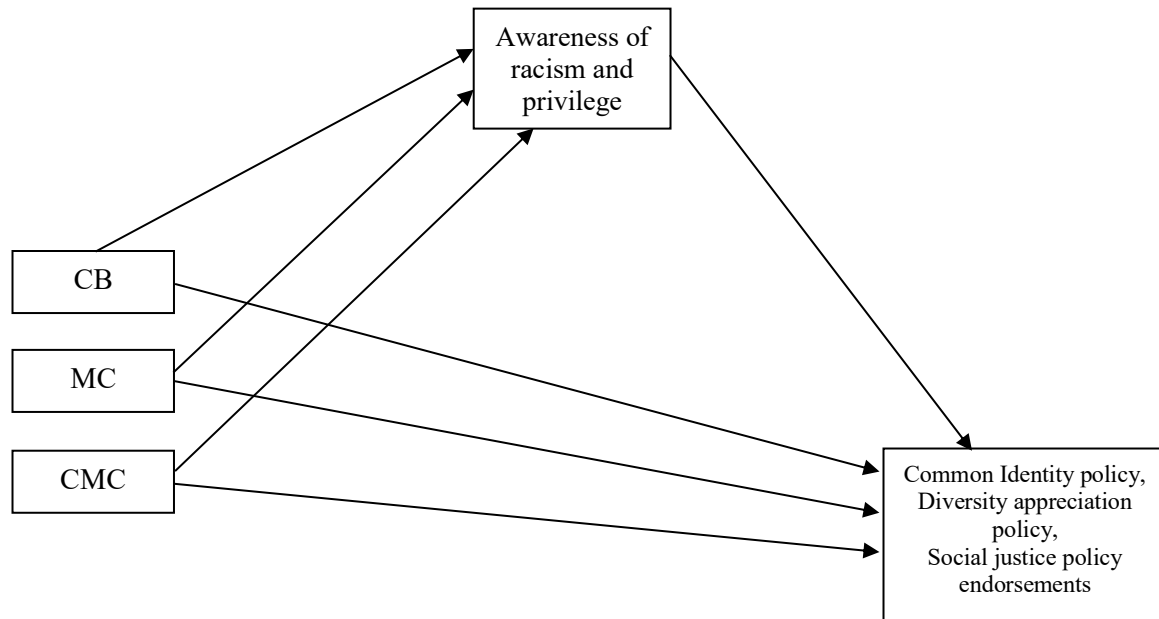 Awareness of
racism and
privilege
CB
MC
CMC
Common Identity policy,
Diversity appreciation
policy,
Social justice policy
endorsements